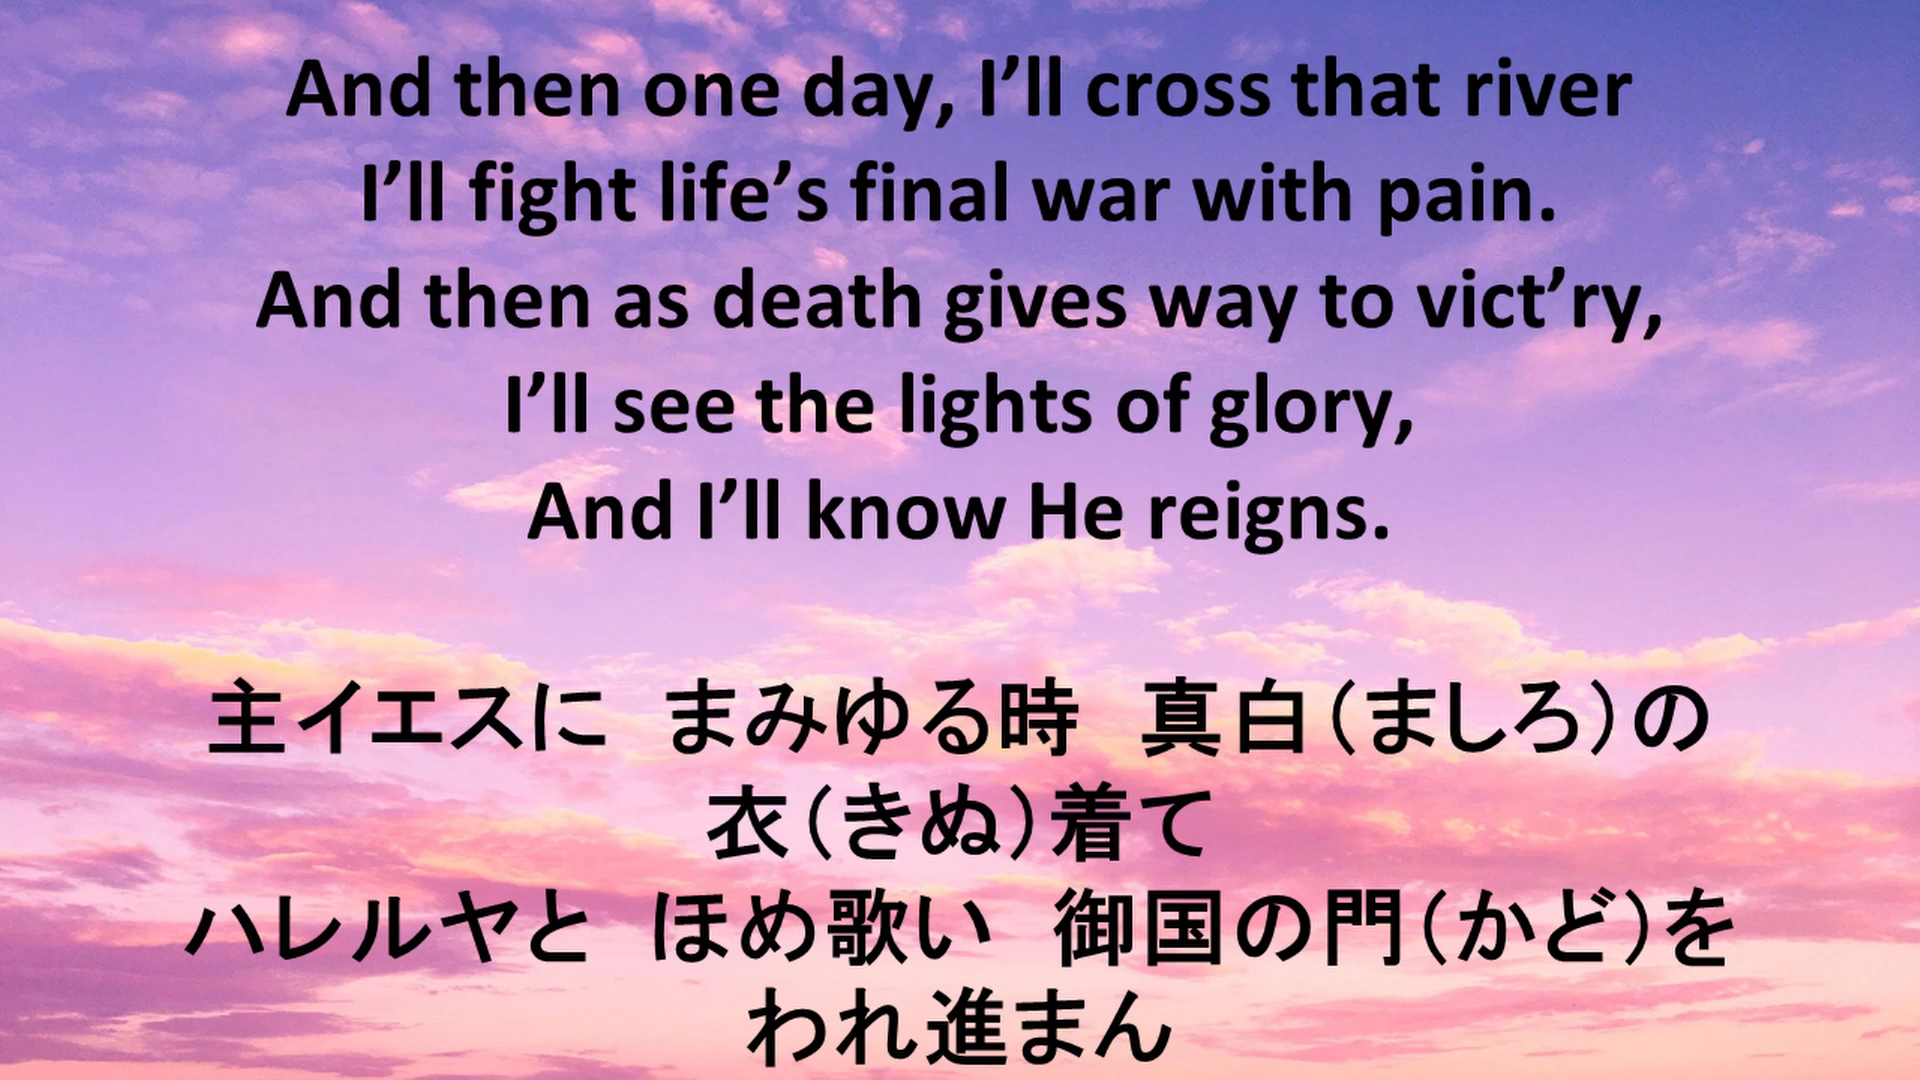 And then one day, I’ll cross that river
I’ll fight life’s final war with pain.
And then as death gives way to vict’ry,
I’ll see the lights of glory,
And I’ll know He reigns.
主イエスに　まみゆる時　真白（ましろ）の
衣（きぬ）着て
ハレルヤと　ほめ歌い　御国の門（かど）を
われ進まん